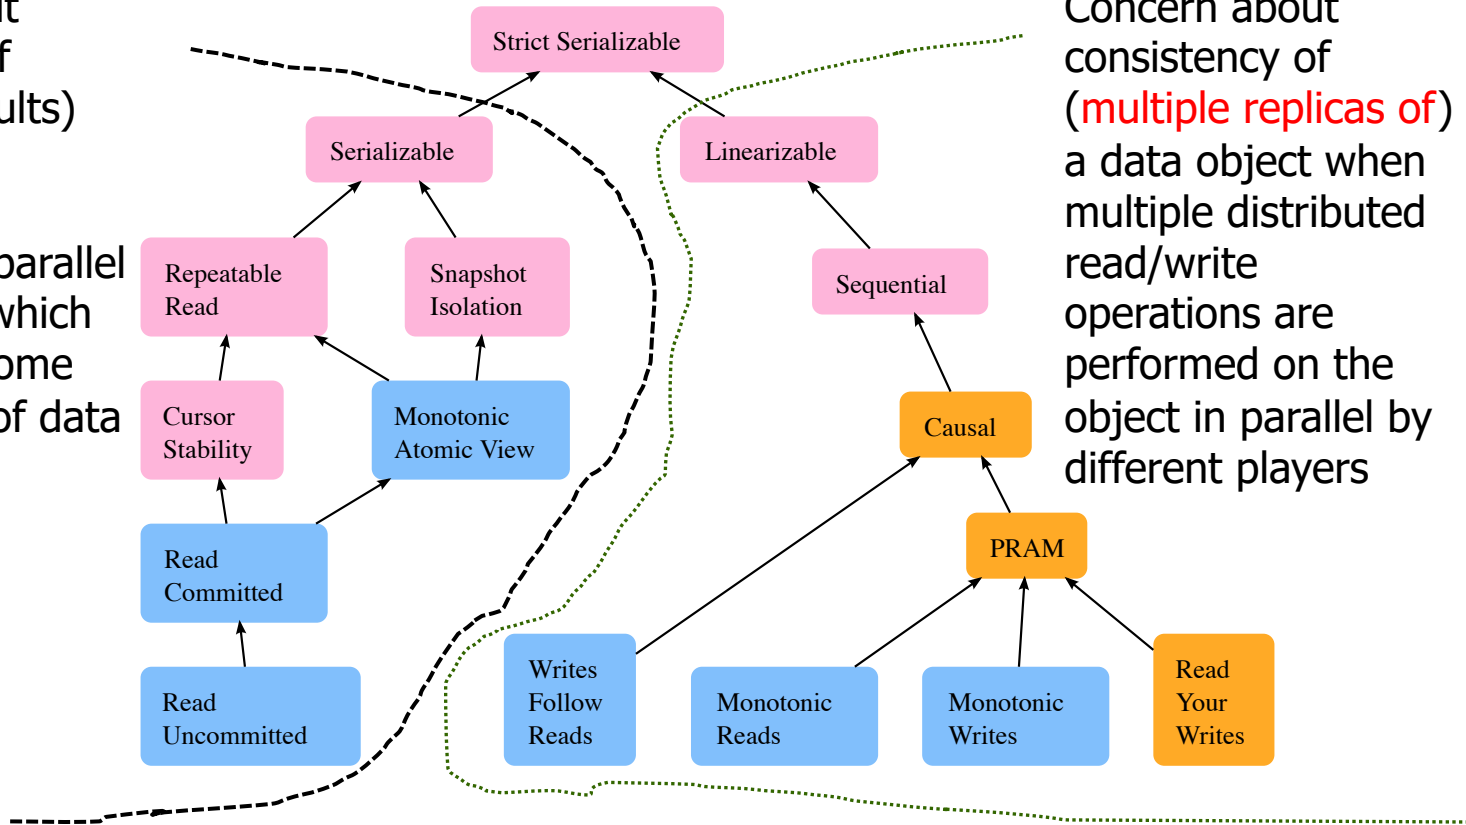 ults)
parallel
which
ome
of data
Strict Serializable
Serializable
Linearizable
Repeatable
Read
Snapshot
Isolation
Sequential
Cursor
Stability
Monotonic
Atomic View
Causal
Read
Committed
PRAM
Read
Uncommitted
Writes
Follow
Reads
Monotonic
Reads
Monotonic
Writes
Read
Your
Writes
Concern about
consistency of
(multiple replicas of)
a data object when
multiple distributed
read/write
operations are
performed on the
object in parallel by
different players